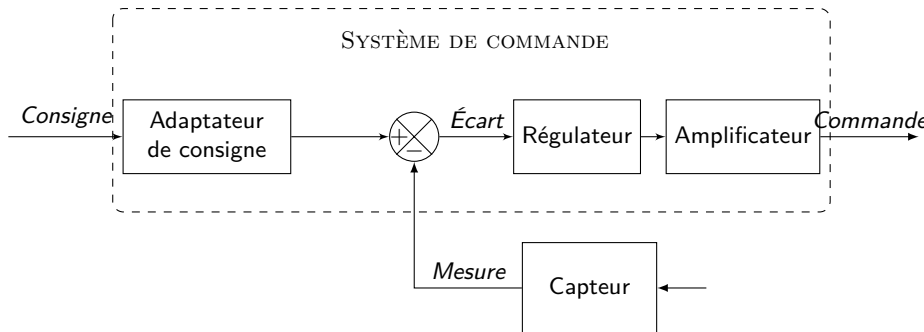 SYSTÈME DE COMMANDE
Consigne
Adaptateur
de consigne
+
−
Écart
Régulateur
Amplificateur
Commande
Mesure
Capteur